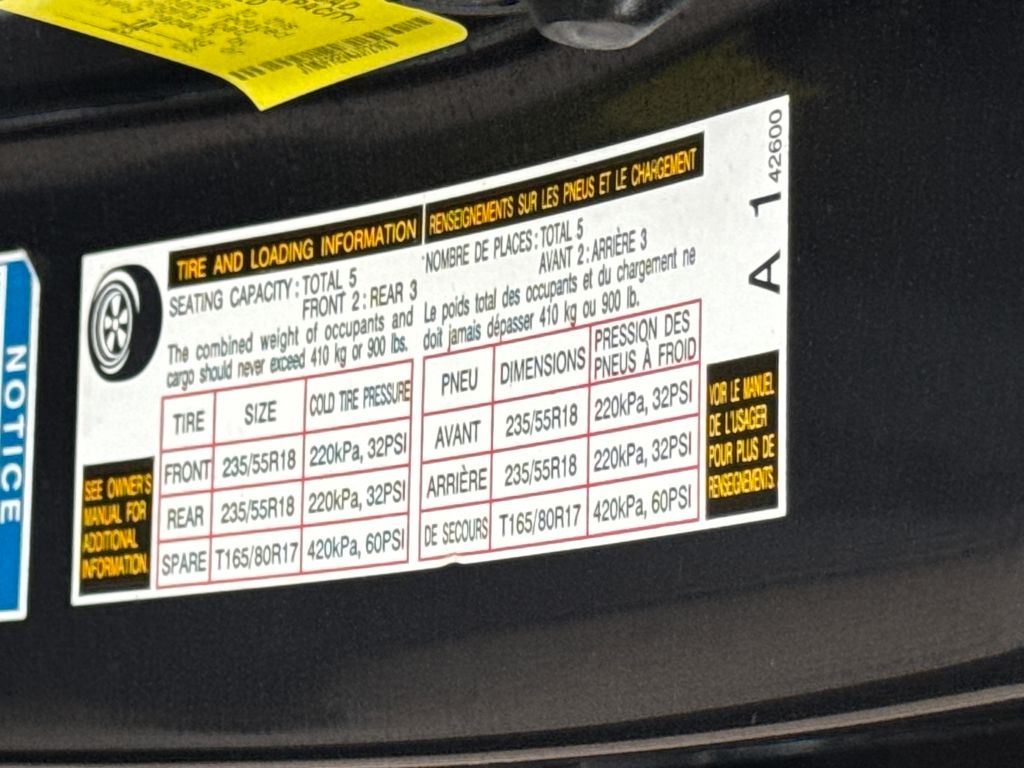 NOTICE
TIRE AND LOADING INFORMATION
SEATING CAPACITY: TOTAL 5
FRONT 2: REAR 3
The combined weight of occupants and
cargo should never exceed 410 kg or 900 lbs.
TIRE SIZE COLD TIRE PRESSURE
FRONT 235/55R18 220kPa, 32PSI
REAR 235/55R18 220kPa, 32PSI
SPARE T165/80R17 420kPa, 60PSI
SEE OWNER'S
MANUAL FOR
ADDITIONAL
INFORMATION.
RENSEIGNEMENTS SUR LES PNEUS ET LE CHARGEMENT
NOMBRE DE PLACES: TOTAL 5
AVANT 2: ARRIÈRE 3
Le poids total des occupants et du chargement ne
doit jamais dépasser 410 kg ou 900 lb.
PNEU DIMENSIONS PRESSION DES
PNEUS À FROID
AVANT 235/55R18 220kPa, 32PSI
ARRIÈRE 235/55R18 220kPa, 32PSI
DE SECOURS T165/80R17 420kPa, 60PSI
VOIR LE MANUEL
DE L'USAGER
POUR PLUS DE
RENSEIGNEMENTS.
A 1 42600